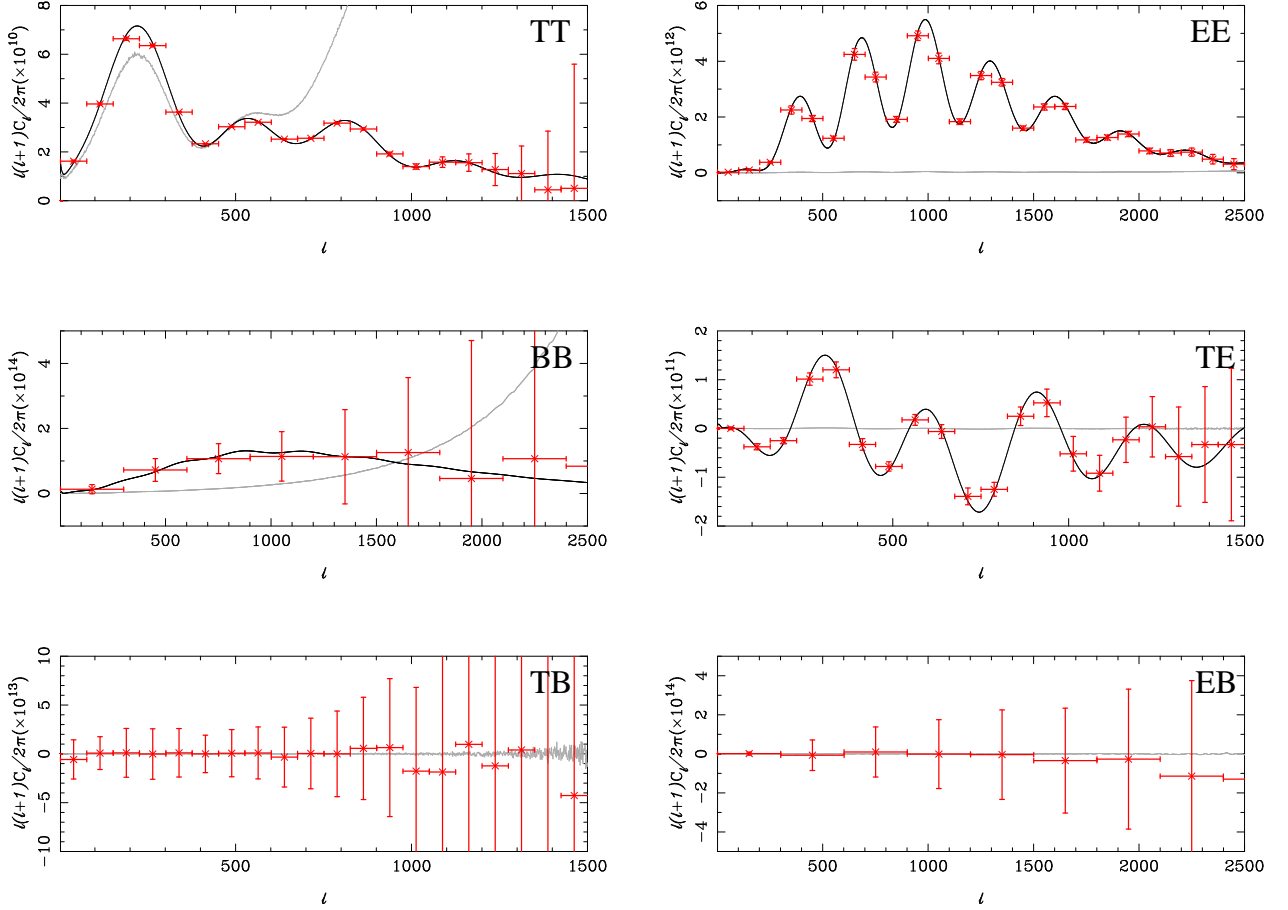 TT
l(l+1)Cl/2π(×10^10)
8
6
4
2
0
500
1000
1500
l
EE
l(l+1)Cl/2π(×10^12)
6
4
2
0
500
1000
1500
2000
2500
l
BB
l(l+1)Cl/2π(×10^14)
4
2
0
500
1000
1500
2000
2500
l
TE
l(l+1)Cl/2π(×10^11)
2
1
0
−1
−2
500
1000
1500
l
TB
l(l+1)Cl/2π(×10^13)
10
5
0
−5
−10
500
1000
1500
l
EB
l(l+1)Cl/2π(×10^14)
4
2
0
−2
−4
500
1000
1500
2000
2500
l